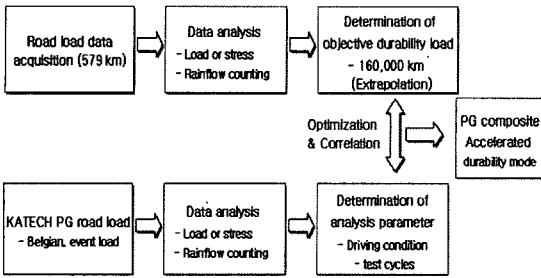 Road load data
acquisition (579 km)
Data analysis
- Load or stress
- Rainflow counting
Determination of
objective durability load
- 160,000 km
(Extrapolation)
Optimization
& Correlation
PG composite
Accelerated
durability mode
KATECH PG road load
- Belgian, event load
Data analysis
- Load or stress
- Rainflow counting
Determination of
analysis parameter
- Driving condition
- test cycles